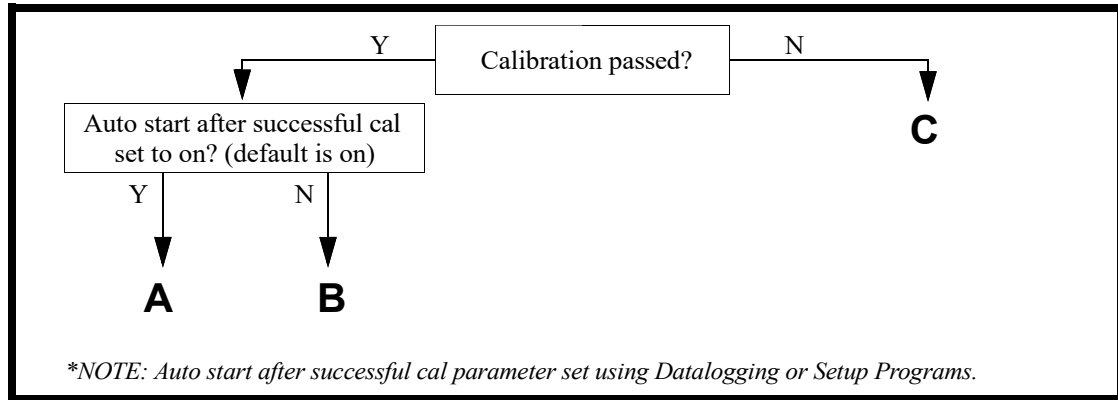 Y
Calibration passed?
N
Auto start after successful cal
set to on? (default is on)
C
Y
N
A
B
*NOTE: Auto start after successful cal parameter set using Datalogging or Setup Programs.